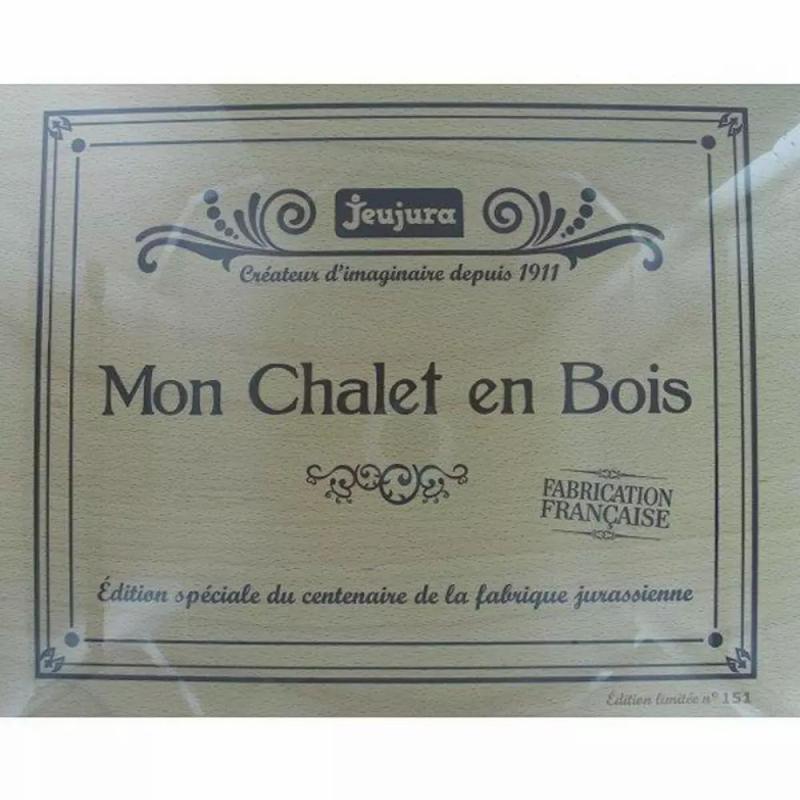 Jeujura
Créateur d'imaginaire depuis 1911
Mon Chalet en Bois
FABRICATION
FRANÇAISE
Édition spéciale du centenaire de la fabrique jurassienne
Édition limitée n° 151